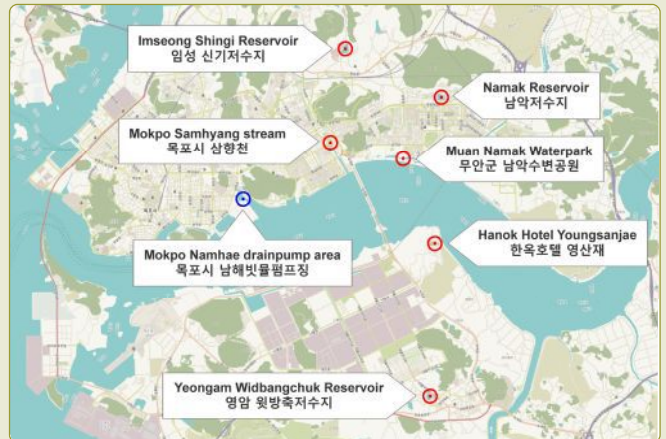 Imseong Shingi Reservoir
임성 신기저수지
Namak Reservoir
남악저수지
Mokpo Samhyang stream
목포시 삼향천
Muan Namak Waterpark
무안군 남악수변공원
Mokpo Namhae drainpump area
목포시 남해빗물펌프징
Hanok Hotel Youngsanjae
한옥호텔 영산재
Yeongam Widbangchuk Reservoir
영암 윗방축저수지